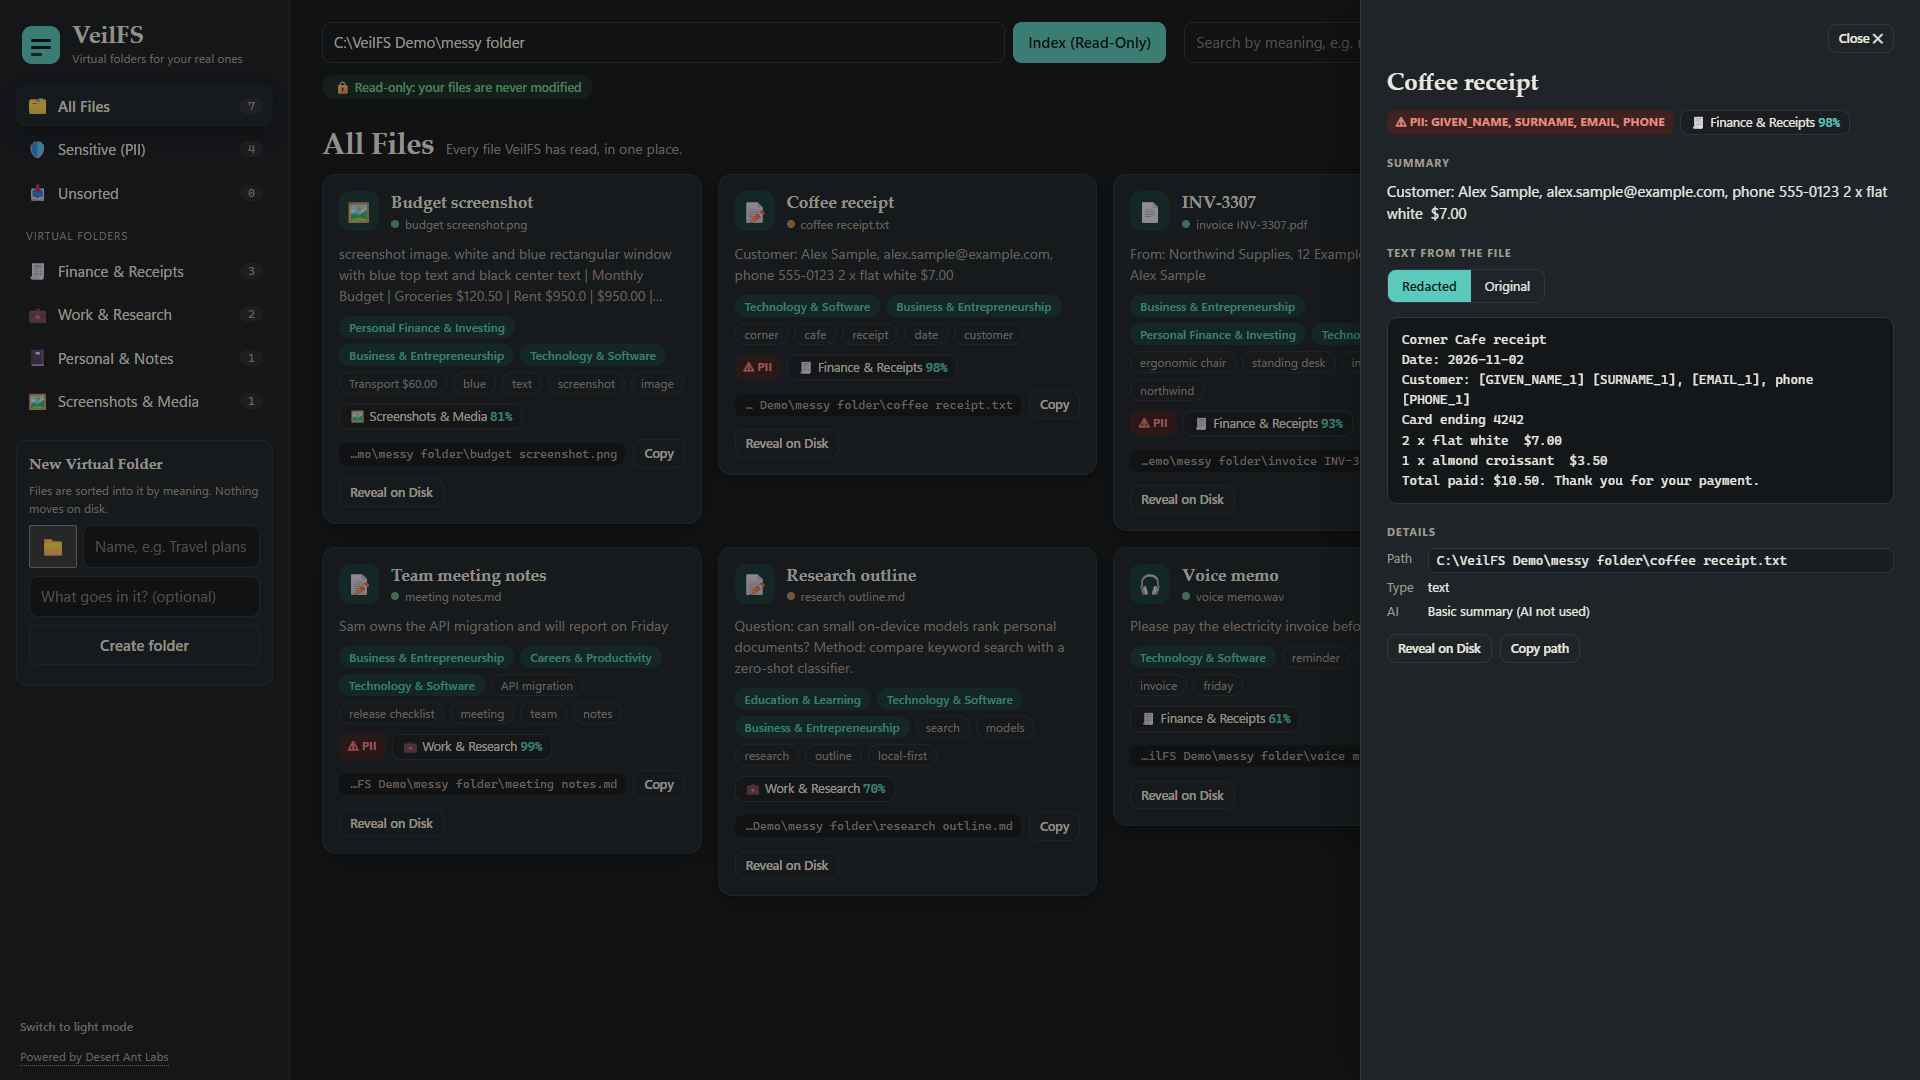 VeilFS
Virtual folders for your real ones
All Files 7
Sensitive (PII) 4
Unsorted 0
VIRTUAL FOLDERS
Finance & Receipts 3
Work & Research 2
Personal & Notes 1
Screenshots & Media 1
New Virtual Folder
Files are sorted into it by meaning. Nothing
moves on disk.
Name, e.g. Travel plans
What goes in it? (optional)
Create folder
Switch to light mode
Powered by Desert Ant Labs
C:\VeilFS Demo\messy folder
Index (Read-Only)
Search by meaning, e.g.
Read-only: your files are never modified
All Files Every file VeilFS has read, in one place.
Budget screenshot
budget screenshot.png
screenshot image. white and blue rectangular window
with blue top text and black center text | Monthly
Budget | Groceries $120.50 | Rent $950.0 | $950.00 |...
Personal Finance & Investing
Business & Entrepreneurship Technology & Software
Transport $60.00 blue text screenshot image
Screenshots & Media 81%
…mo\messy folder\budget screenshot.png Copy
Reveal on Disk
Coffee receipt
coffee receipt.txt
Customer: Alex Sample, alex.sample@example.com,
phone 555-0123 2 x flat white $7.00
Technology & Software Business & Entrepreneurship
corner cafe receipt date customer
⚠ PII Finance & Receipts 98%
… Demo\messy folder\coffee receipt.txt Copy
Reveal on Disk
INV-3307
invoice INV-3307.pdf
From: Northwind Supplies, 12 Example
Alex Sample
Business & Entrepreneurship
Personal Finance & Investing Techno
ergonomic chair standing desk in
northwind
⚠ PII Finance & Receipts 93%
…emo\messy folder\invoice INV-3
Reveal on Disk
Team meeting notes
meeting notes.md
Sam owns the API migration and will report on Friday
Business & Entrepreneurship Careers & Productivity
Technology & Software API migration
release checklist meeting team notes
⚠ PII Work & Research 99%
…FS Demo\messy folder\meeting notes.md Copy
Reveal on Disk
Research outline
research outline.md
Question: can small on-device models rank personal
documents? Method: compare keyword search with a
zero-shot classifier.
Education & Learning Technology & Software
Business & Entrepreneurship search models
research outline local-first
Work & Research 70%
…Demo\messy folder\research outline.md Copy
Reveal on Disk
Voice memo
voice memo.wav
Please pay the electricity invoice befo
Technology & Software reminder
invoice friday
Finance & Receipts 61%
…ilFS Demo\messy folder\voice m
Reveal on Disk
Close ✕
Coffee receipt
⚠ PII: GIVEN_NAME, SURNAME, EMAIL, PHONE Finance & Receipts 98%
SUMMARY
Customer: Alex Sample, alex.sample@example.com, phone 555-0123 2 x flat
white $7.00
TEXT FROM THE FILE
Redacted Original
Corner Cafe receipt
Date: 2026-11-02
Customer: [GIVEN_NAME_1] [SURNAME_1], [EMAIL_1], phone
[PHONE_1]
Card ending 4242
2 x flat white $7.00
1 x almond croissant $3.50
Total paid: $10.50. Thank you for your payment.
DETAILS
Path C:\VeilFS Demo\messy folder\coffee receipt.txt
Type text
AI Basic summary (AI not used)
Reveal on Disk Copy path